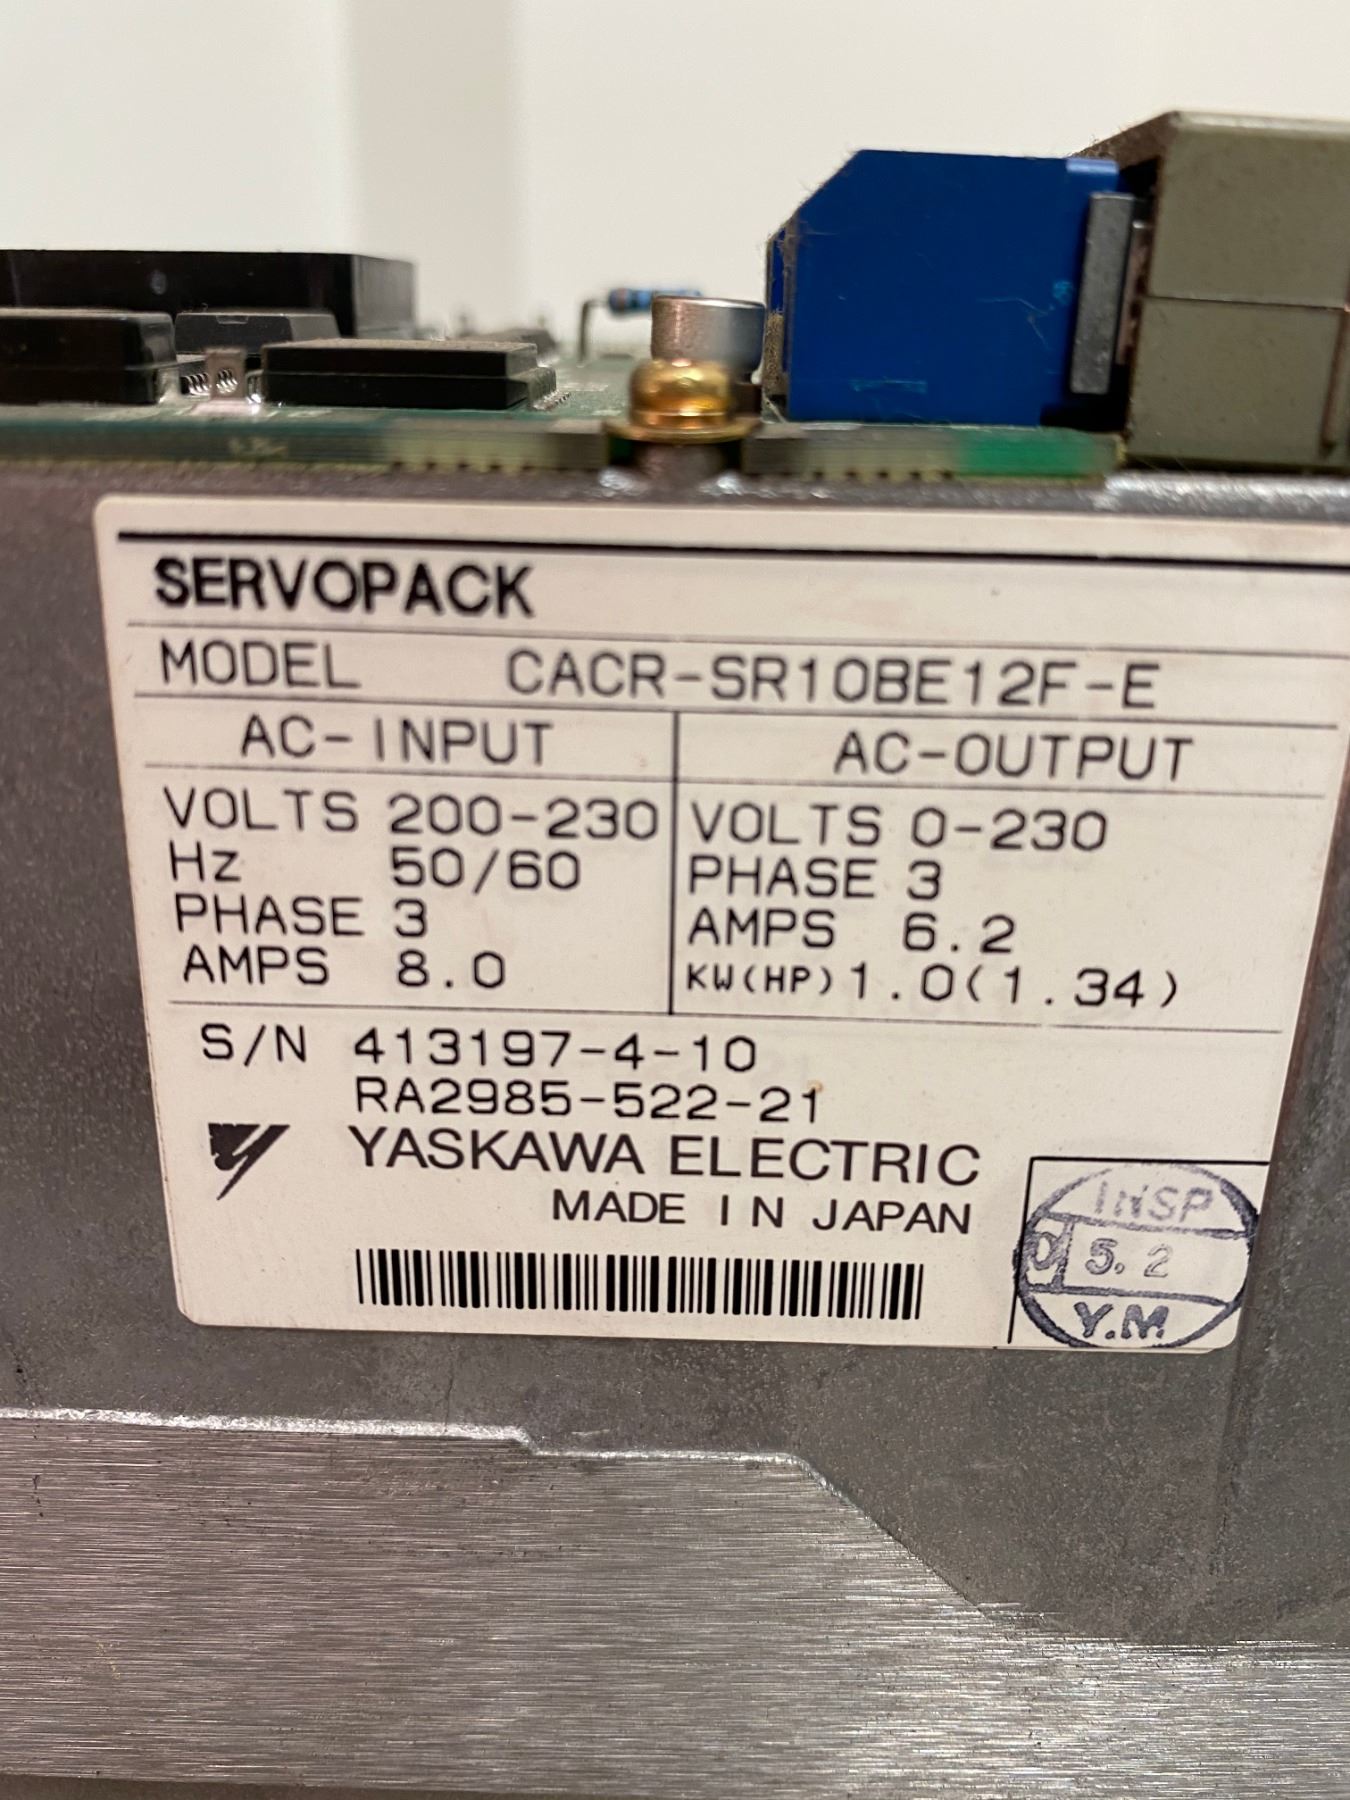 SERVOPACK
MODEL CACR-SR10BE12F-E
AC-INPUT AC-OUTPUT
VOLTS 200-230 VOLTS 0-230
Hz 50/60 PHASE 3
PHASE 3 AMPS 6.2
AMPS 8.0 KW(HP) 1.0(1.34)
S/N 413197-4-10
RA2985-522-21
YASKAWA ELECTRIC
MADE IN JAPAN
INSP
5.2
Y.M.